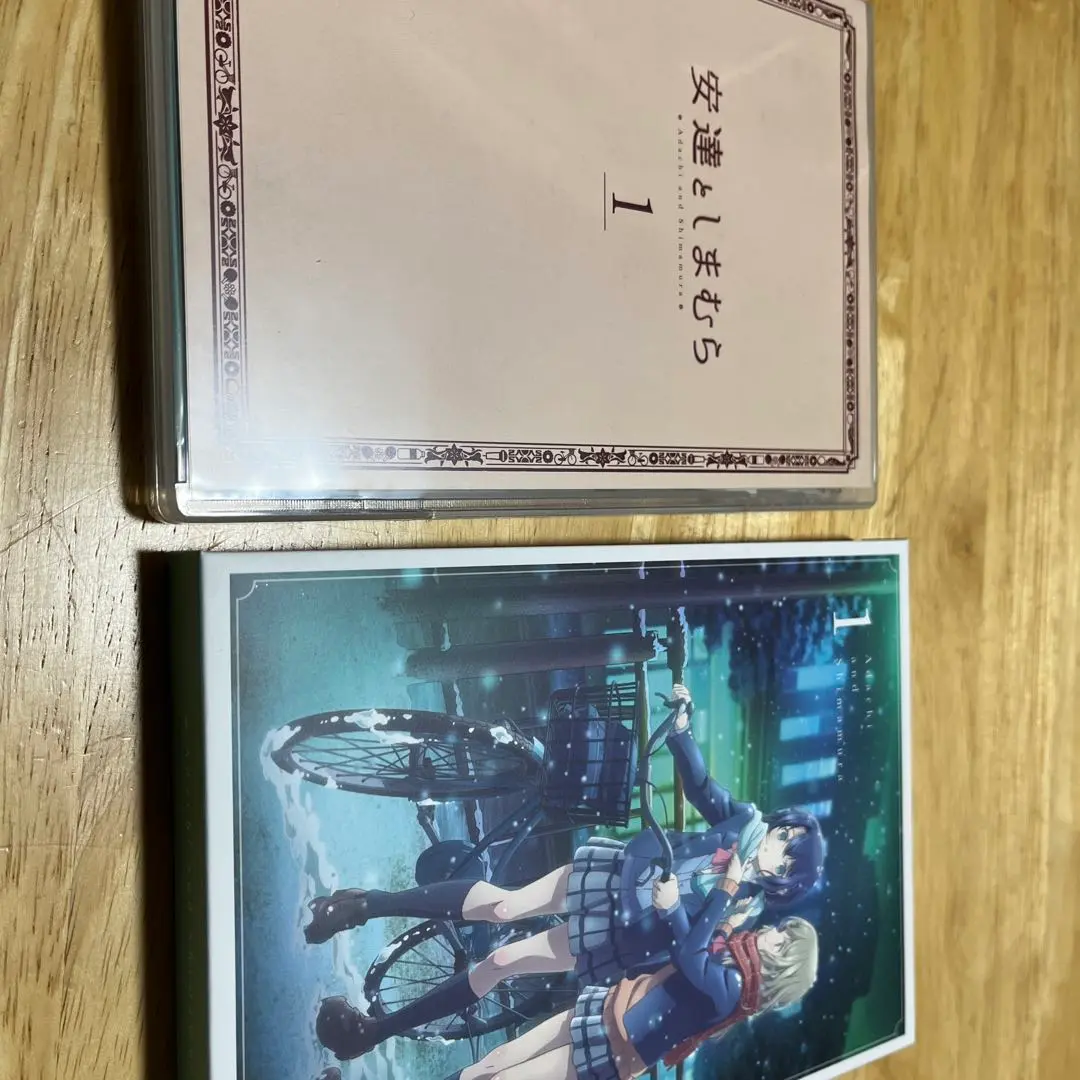 安達としまむら
Adachi and Shimamura
1
1
Adachi
and
Shimamura